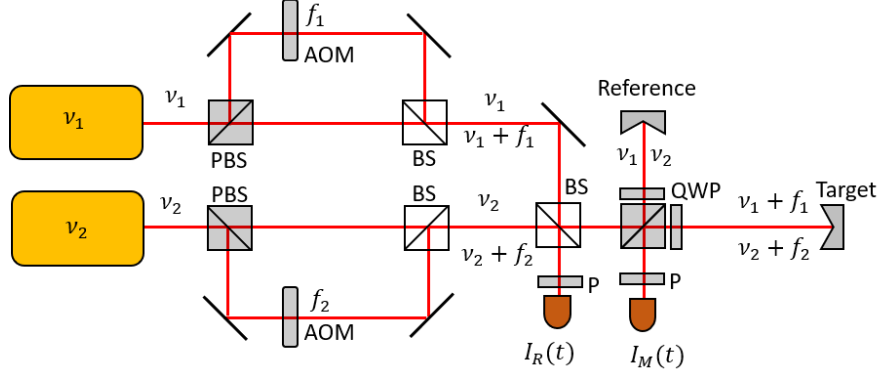 f₁
AOM
ν₁
ν₁
PBS
BS
ν₁
ν₁ + f₁
Reference
ν₁ ν₂
QWP
Target
ν₁ + f₁
ν₂ + f₂
ν₂
ν₂
PBS
BS
ν₂
ν₂ + f₂
BS
f₂
AOM
P
P
I_R(t)
I_M(t)